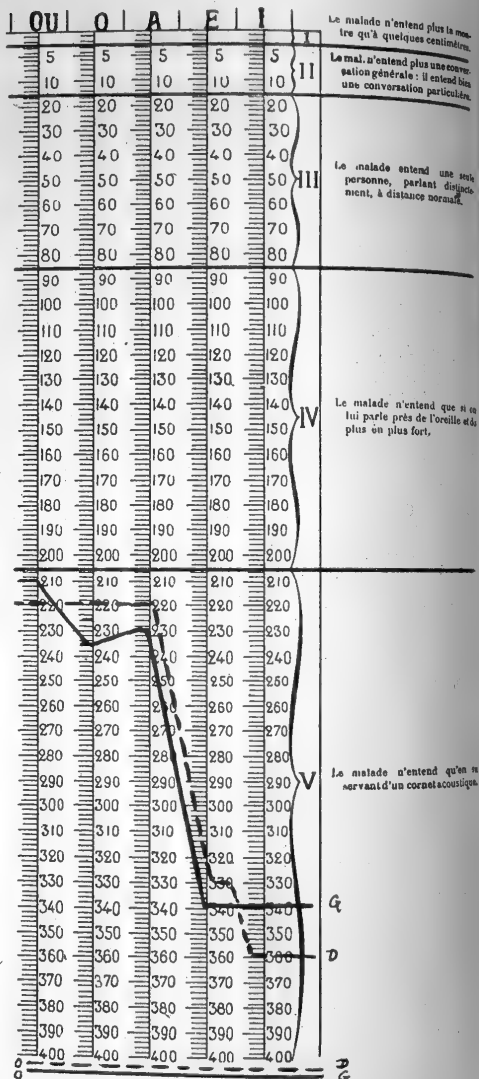 OU O A E I
I
Le malade n'entend plus la mon-
tre qu'à quelques centimètres.
5 5 5 5 5
10 10 10 10 10
II
Le mal. n'entend plus une conver-
sation générale : il entend bien
une conversation particulière.
20 20 20 20 20
30 30 30 30 30
40 40 40 40 40
50 50 50 50 50
60 60 60 60 60
70 70 70 70 70
80 80 80 80 80
III
Le malade entend une seule
personne, parlant distincte-
ment, à distance normale.
90 90 90 90 90
100 100 100 100 100
110 110 110 110 110
120 120 120 120 120
130 130 130 130 130
140 140 140 140 140
150 150 150 150 150
160 160 160 160 160
170 170 170 170 170
180 180 180 180 180
190 190 190 190 190
200 200 200 200 200
IV
Le malade n'entend que si on
lui parle près de l'oreille et de
plus en plus fort.
210 210 210 210 210
220 220 220 220 220
230 230 230 230 230
240 240 240 240 240
250 250 250 250 250
260 260 260 260 260
270 270 270 270 270
280 280 280 280 280
290 290 290 290 290
300 300 300 300 300
310 310 310 310 310
320 320 320 320 320
330 330 330 330 330
340 340 340 340 340
350 350 350 350 350
360 360 360 360 360
370 370 370 370 370
380 380 380 380 380
390 390 390 390 390
400 400 400 400 400
V
Le malade n'entend qu'en se
servant d'un cornet acoustique.
G
D
O D
O G